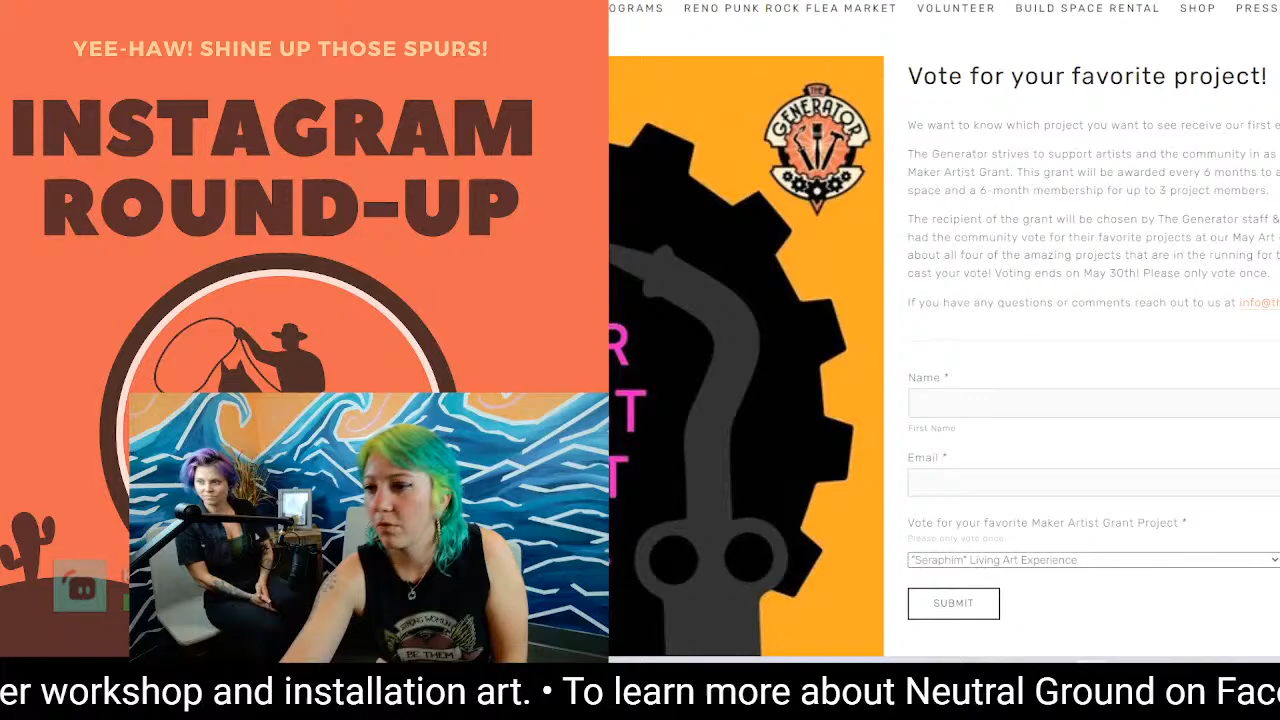 YEE-HAW! SHINE UP THOSE SPURS!
INSTAGRAM
ROUND-UP
OGRAMS RENO PUNK ROCK FLEA MARKET VOLUNTEER BUILD SPACE RENTAL SHOP PRESS
THE
GENERATOR
R
T
T
Vote for your favorite project!
We want to know which project you want to see receive our first
The Generator strives to support artists and the community in as
Maker Artist Grant. This grant will be awarded every 6 months to a
space and a 6-month membership for up to 3 project members.
The recipient of the grant will be chosen by The Generator staff &
had the community vote for their favorite projects at our May Art
about all four of the amazing projects that are in the running for
cast your vote! Voting ends on May 30th! Please only vote once.
If you have any questions or comments reach out to us at info@th
Name *
First Name
Email *
Vote for your favorite Maker Artist Grant Project *
Please only vote once.
"Seraphim" Living Art Experience
SUBMIT
STRONG WOMEN
BE THEM
er workshop and installation art. • To learn more about Neutral Ground on Fac